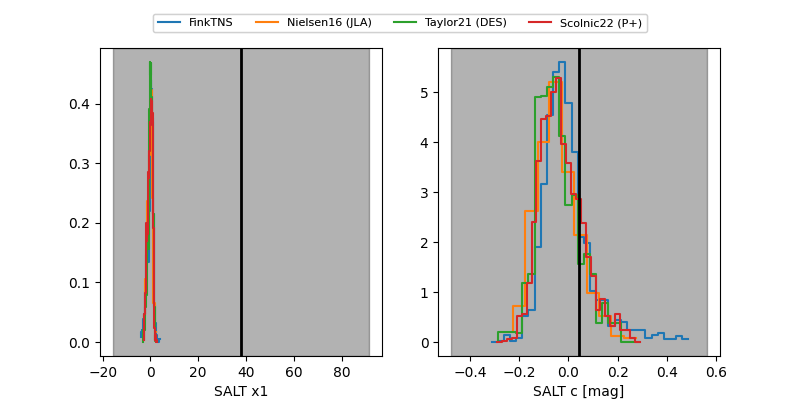 FinkTNS Nielsen16 (JLA) Taylor21 (DES) Scolnic22 (P+)
0.4
0.3
0.2
0.1
0.0
−20 0 20 40 60 80
SALT x1
5
4
3
2
1
0
−0.4 −0.2 0.0 0.2 0.4 0.6
SALT c [mag]